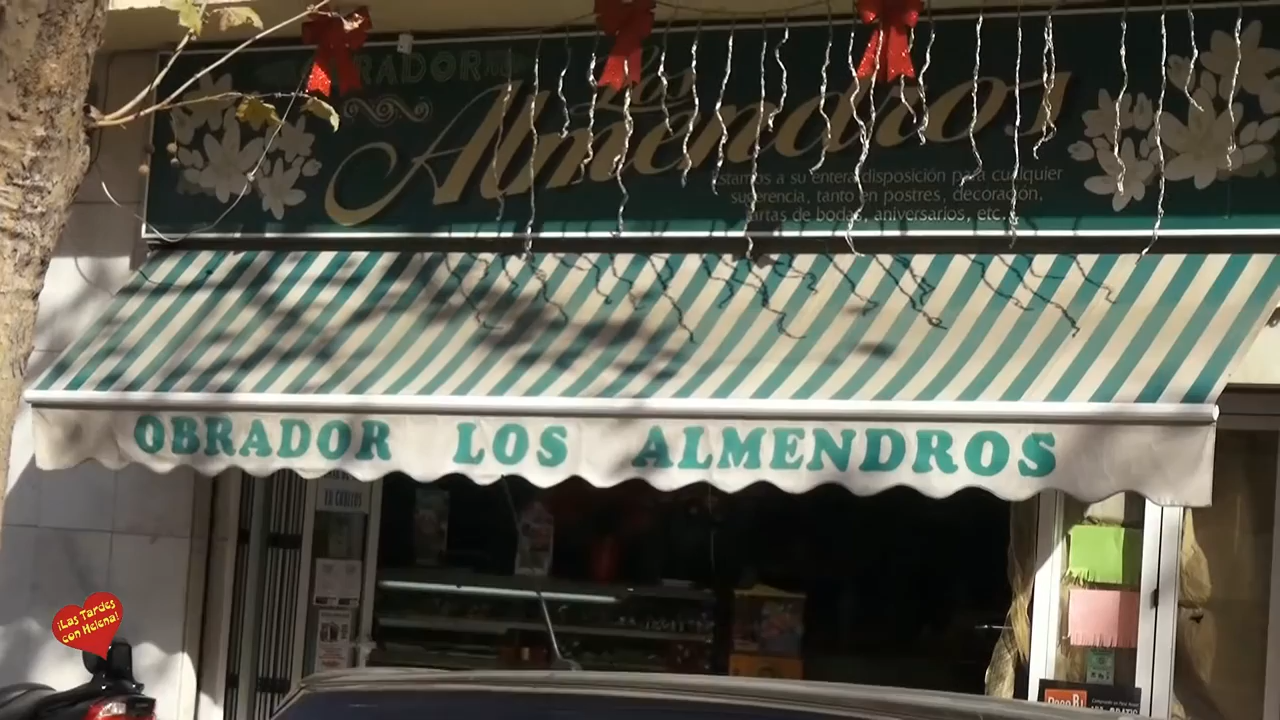 OBRADOR
Los
Almendros
Estamos a su entera disposición para cualquier
sugerencia, tanto en postres, decoración,
tartas de bodas, aniversarios, etc.
OBRADOR LOS ALMENDROS
¡Las Tardes
con Helena!